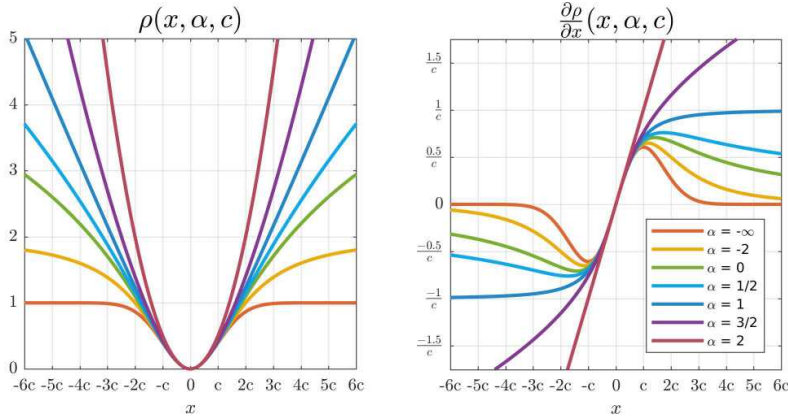 ρ(x, α, c)
5
4
3
2
1
0
-6c -5c -4c -3c -2c -c 0 c 2c 3c 4c 5c 6c
x
∂ρ/∂x (x, α, c)
1.5/c
1/c
0.5/c
0
-0.5/c
-1/c
-1.5/c
α = -∞
α = -2
α = 0
α = 1/2
α = 1
α = 3/2
α = 2
-6c -5c -4c -3c -2c -c 0 c 2c 3c 4c 5c 6c
x